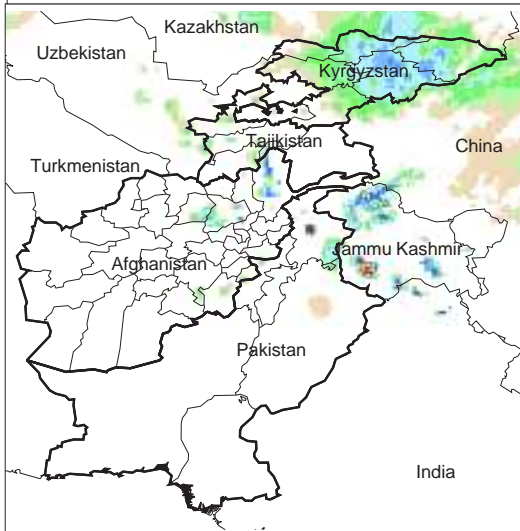 Kazakhstan
Uzbekistan
Kyrgyzstan
Tajikistan
China
Turkmenistan
Jammu Kashmir
Afghanistan
Pakistan
India